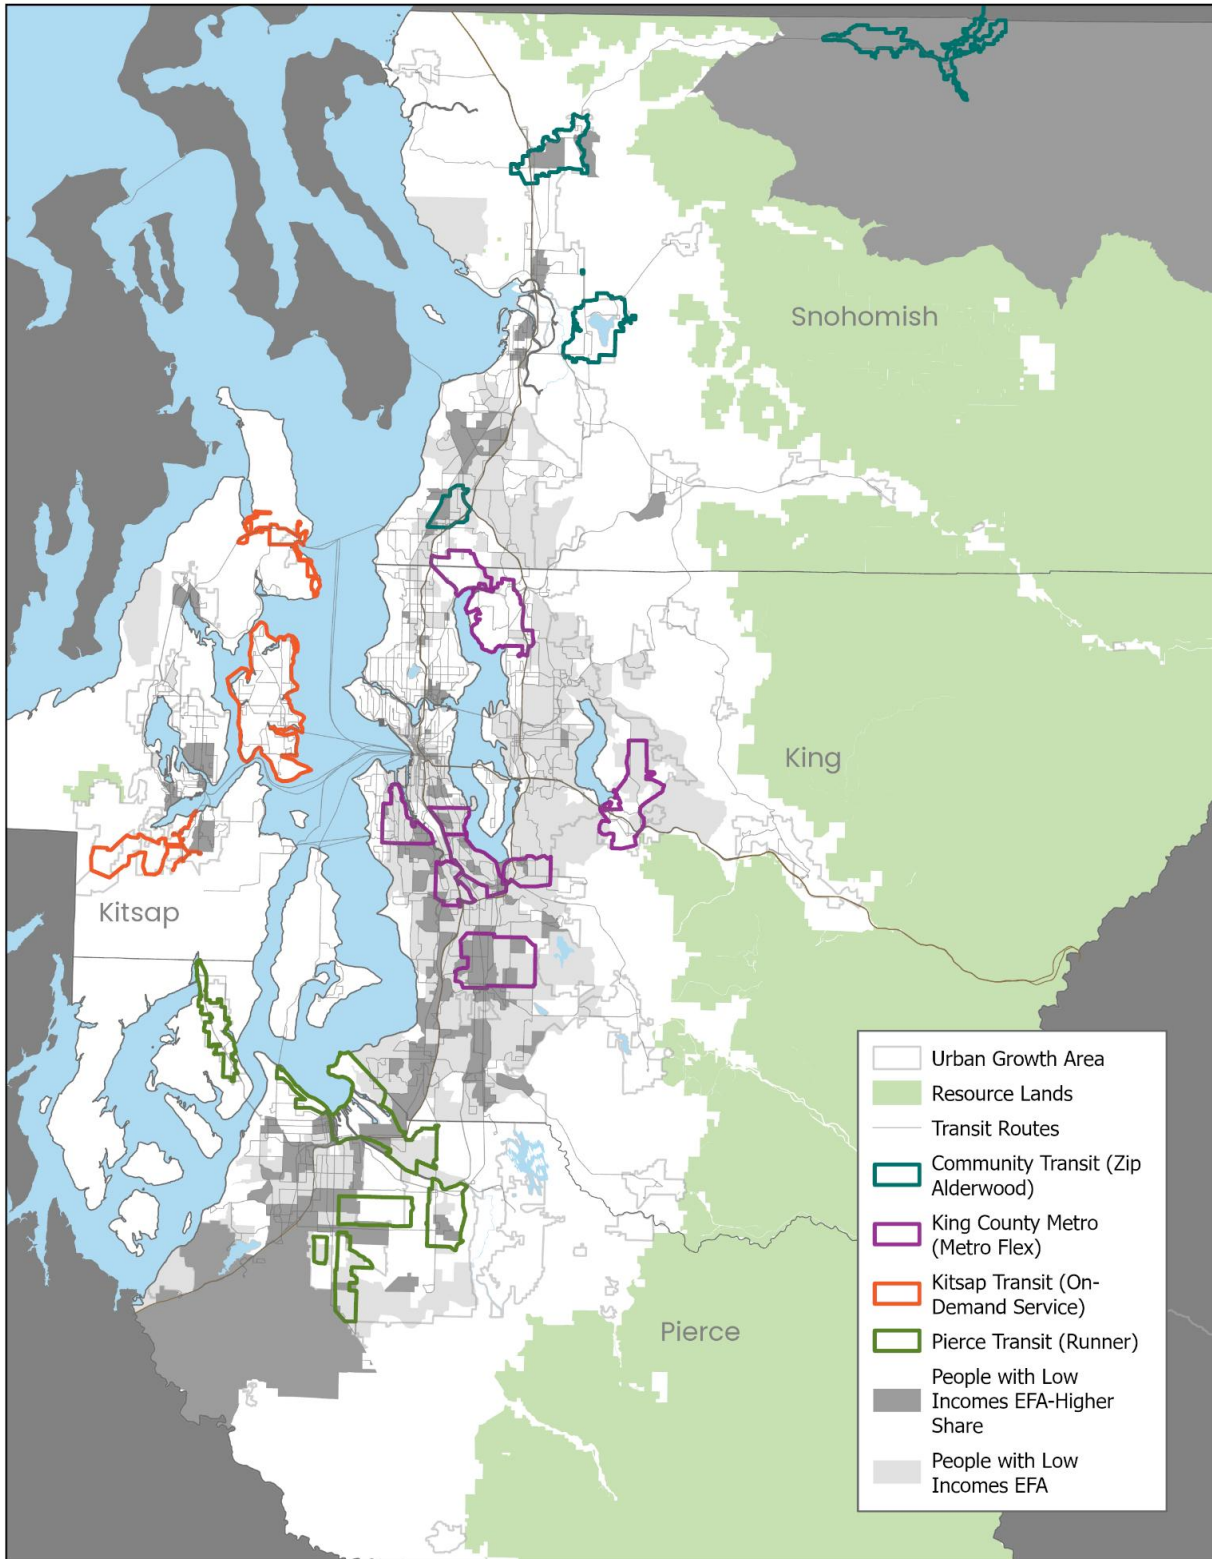 Snohomish
King
Kitsap
Pierce
Urban Growth Area
Resource Lands
Transit Routes
Community Transit (Zip
Alderwood)
King County Metro
(Metro Flex)
Kitsap Transit (On-
Demand Service)
Pierce Transit (Runner)
People with Low
Incomes EFA-Higher
Share
People with Low
Incomes EFA